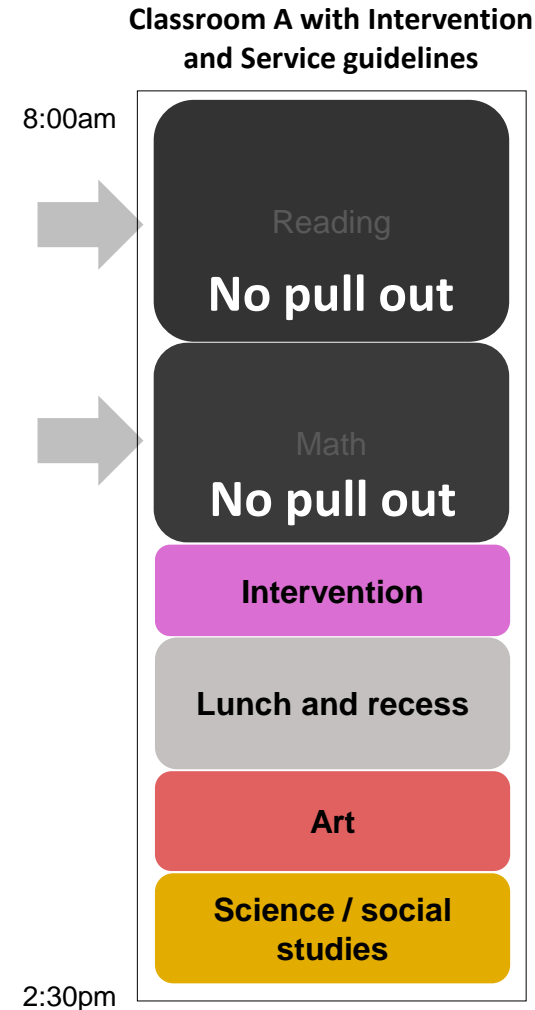 Classroom A with Intervention
and Service guidelines
8:00am
Reading
No pull out
Math
No pull out
Intervention
Lunch and recess
Art
Science / social
studies
2:30pm